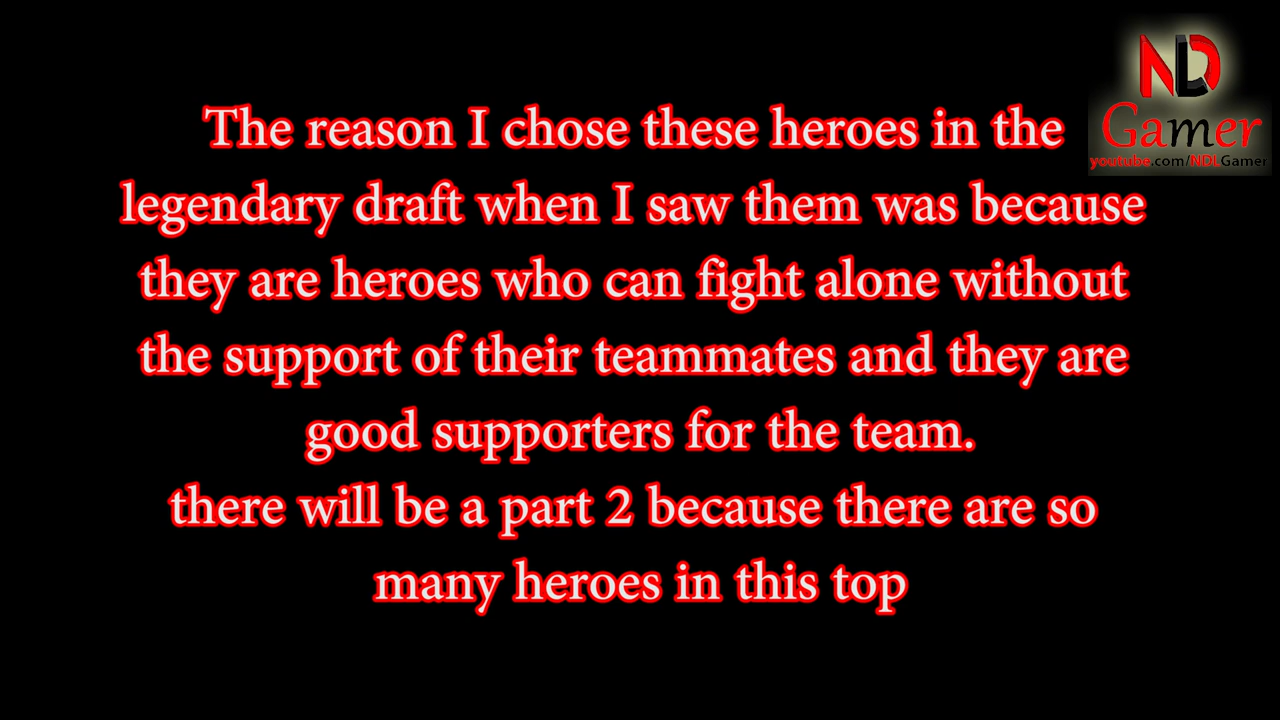 NDL
Gamer
youtube.com/NDLGamer
The reason I chose these heroes in the
legendary draft when I saw them was because
they are heroes who can fight alone without
the support of their teammates and they are
good supporters for the team.
there will be a part 2 because there are so
many heroes in this top